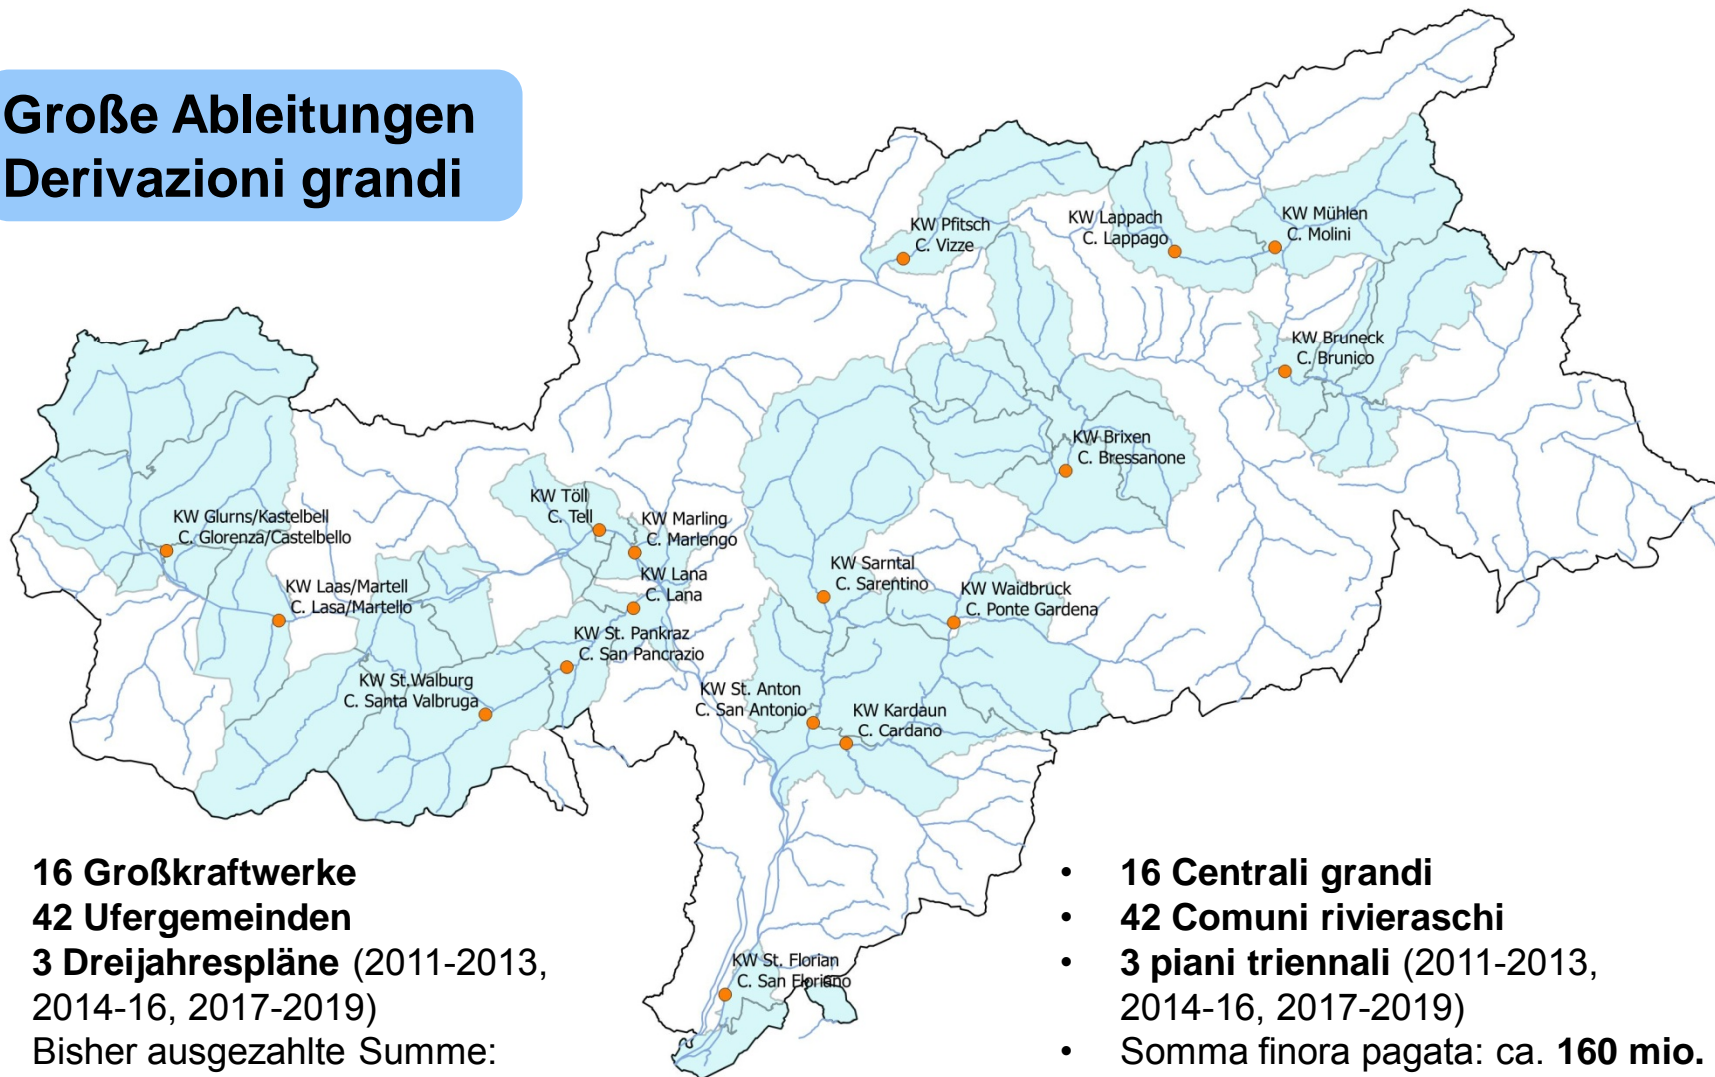 Große Ableitungen
Derivazioni grandi
KW Pfitsch
C. Vizze
KW Lappach
C. Lappago
KW Mühlen
C. Molini
KW Bruneck
C. Brunico
KW Brixen
C. Bressanone
KW Töll
C. Tell
KW Marling
C. Marlengo
KW Glurns/Kastelbell
C. Glorenza/Castelbello
KW Lana
C. Lana
KW Sarntal
C. Sarentino
KW Waidbruck
C. Ponte Gardena
KW Laas/Martell
C. Lasa/Martello
KW St. Pankraz
C. San Pancrazio
KW St.Walburg
C. Santa Valbruga
KW St. Anton
C. San Antonio
KW Kardaun
C. Cardano
KW St. Florian
C. San Floriano
16 Großkraftwerke
42 Ufergemeinden
3 Dreijahrespläne (2011-2013,
2014-16, 2017-2019)
Bisher ausgezahlte Summe:
• 16 Centrali grandi
• 42 Comuni rivieraschi
• 3 piani triennali (2011-2013,
2014-16, 2017-2019)
• Somma finora pagata: ca. 160 mio.